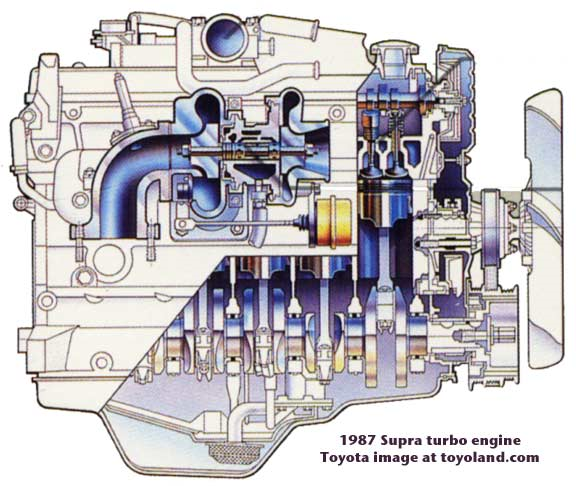 1987 Supra turbo engine
Toyota image at toyoland.com